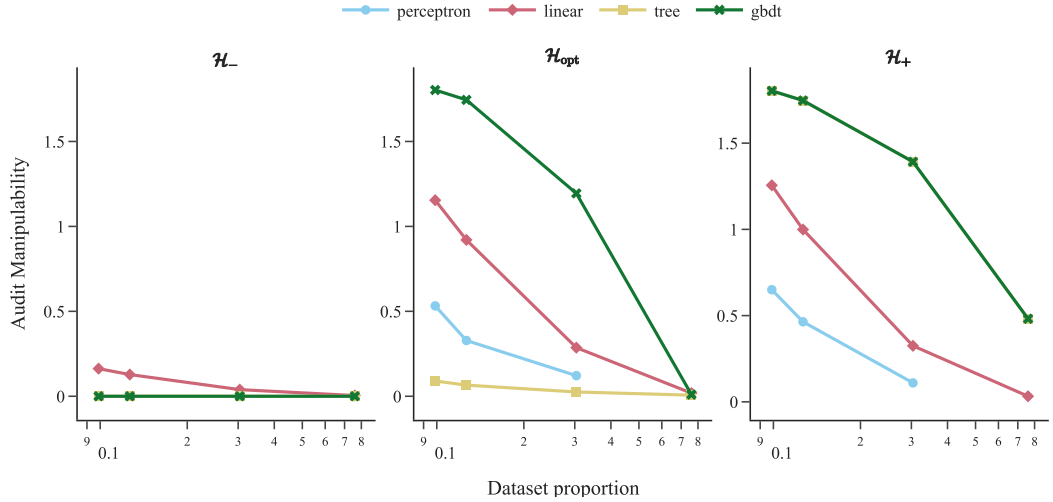 perceptron linear tree gbdt
ℋ₋ ℋopt ℋ₊
Audit Manipulability
1.5
1
0.5
0
9 0.1 2 3 4 5 6 7 8
1.5
1
0.5
0
9 0.1 2 3 4 5 6 7 8
1.5
1
0.5
0
9 0.1 2 3 4 5 6 7 8
Dataset proportion